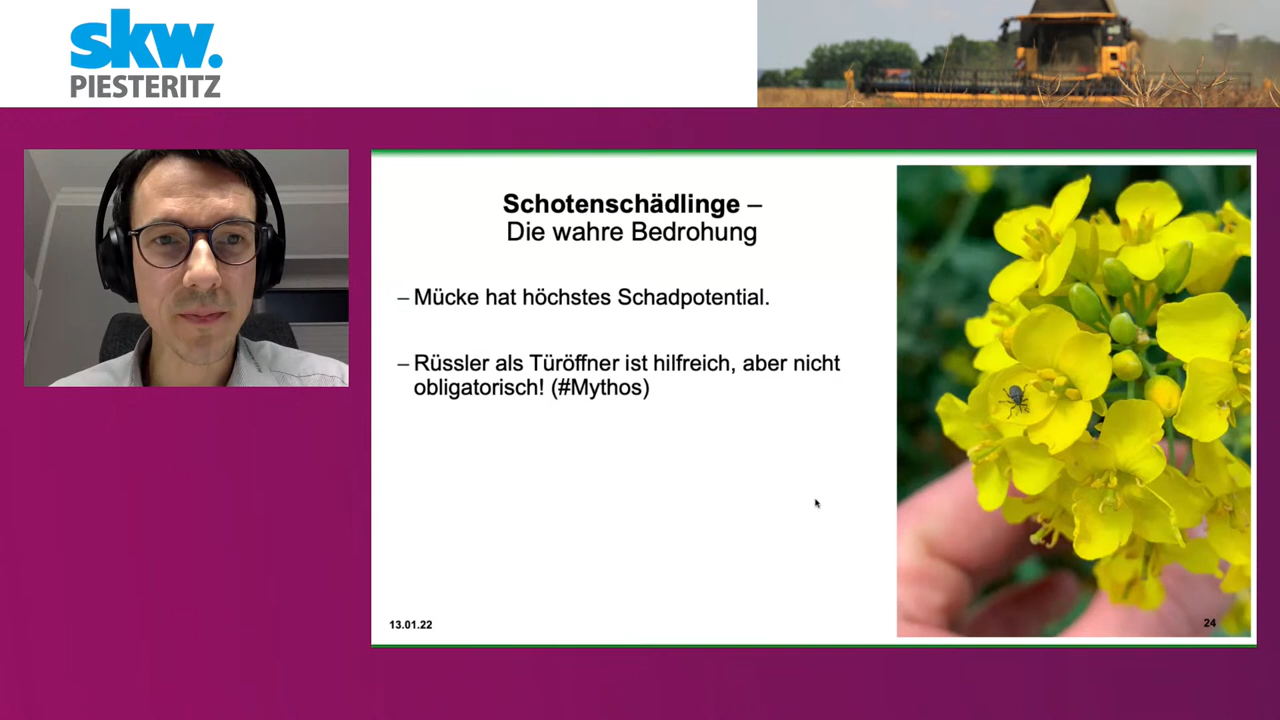 skw.
PIESTERITZ
Schotenschädlinge –
Die wahre Bedrohung
– Mücke hat höchstes Schadpotential.
– Rüssler als Türöffner ist hilfreich, aber nicht
obligatorisch! (#Mythos)
13.01.22
24